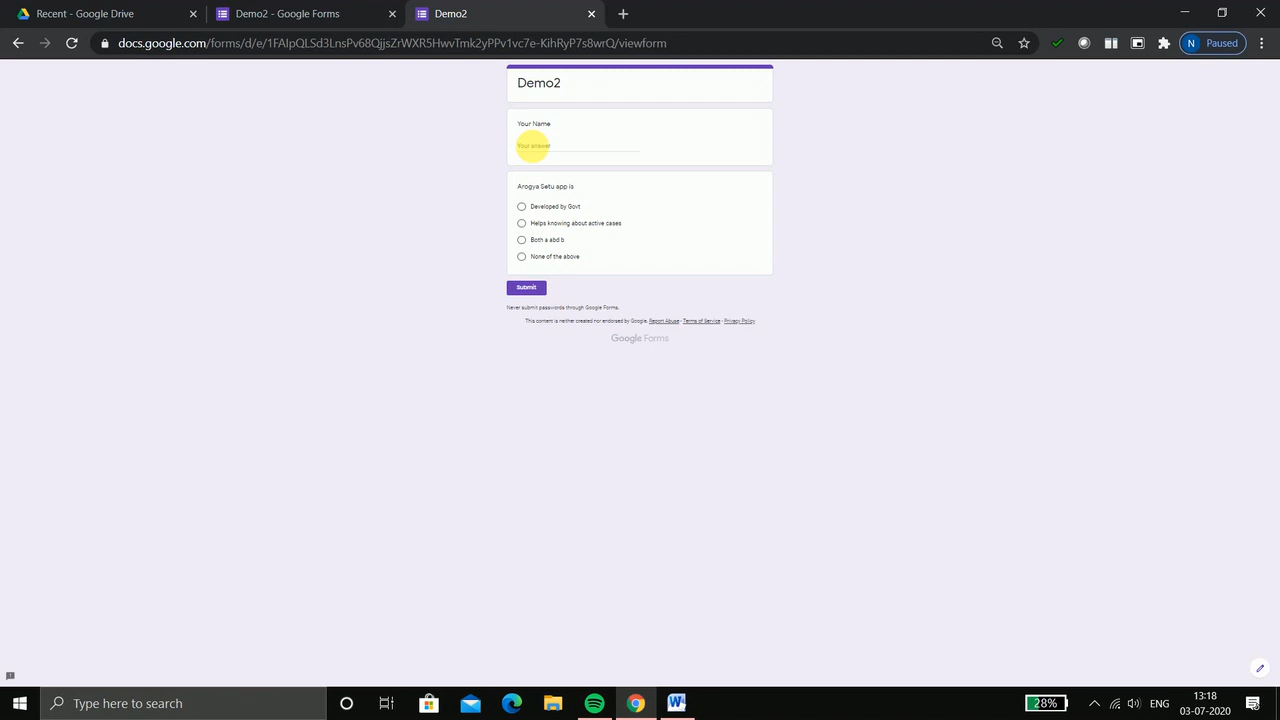 Recent - Google Drive
Demo2 - Google Forms
Demo2
docs.google.com/forms/d/e/1FAIpQLSd3LnsPv68QjjsZrWXR5HwvTmk2yPPv1vc7e-KihRyP7s8wrQ/viewform
N Paused
Demo2
Your Name
Your answer
Arogya Setu app is
Developed by Govt
Helps knowing about active cases
Both a abd b
None of the above
Submit
Never submit passwords through Google Forms.
This content is neither created nor endorsed by Google. Report Abuse - Terms of Service - Privacy Policy
Google Forms
Type here to search
28%
ENG
13:18
03-07-2020